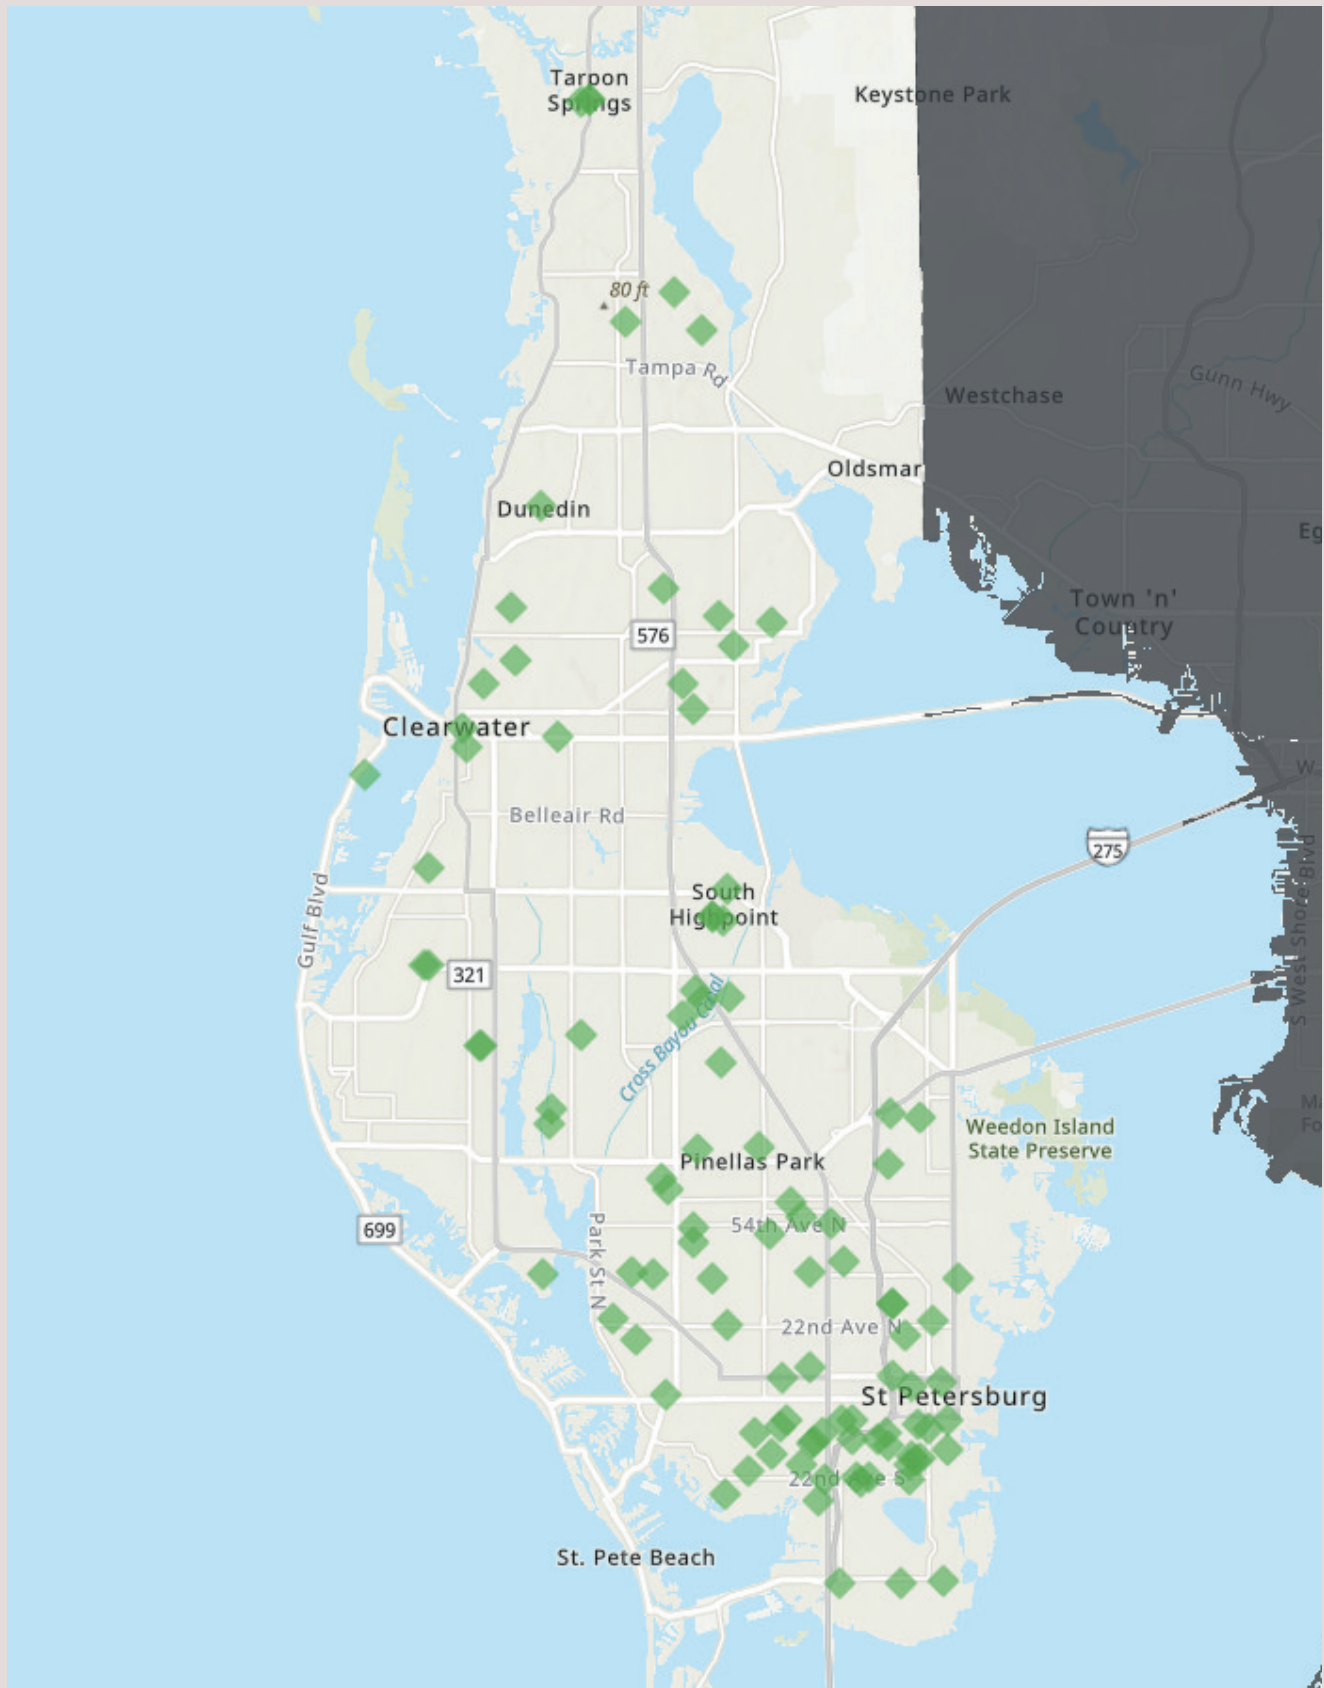 Tarpon
Springs
Keystone Park
80 ft
Tampa Rd
Westchase
Gunn Hwy
Oldsmar
Dunedin
Town 'n'
Country
576
Clearwater
Belleair Rd
275
Gulf Blvd
South
Highpoint
S West Shore Blvd
321
Cross Bayou Canal
Weedon Island
State Preserve
Pinellas Park
699
Park St N
54th Ave N
22nd Ave N
St Petersburg
22nd Ave S
St. Pete Beach